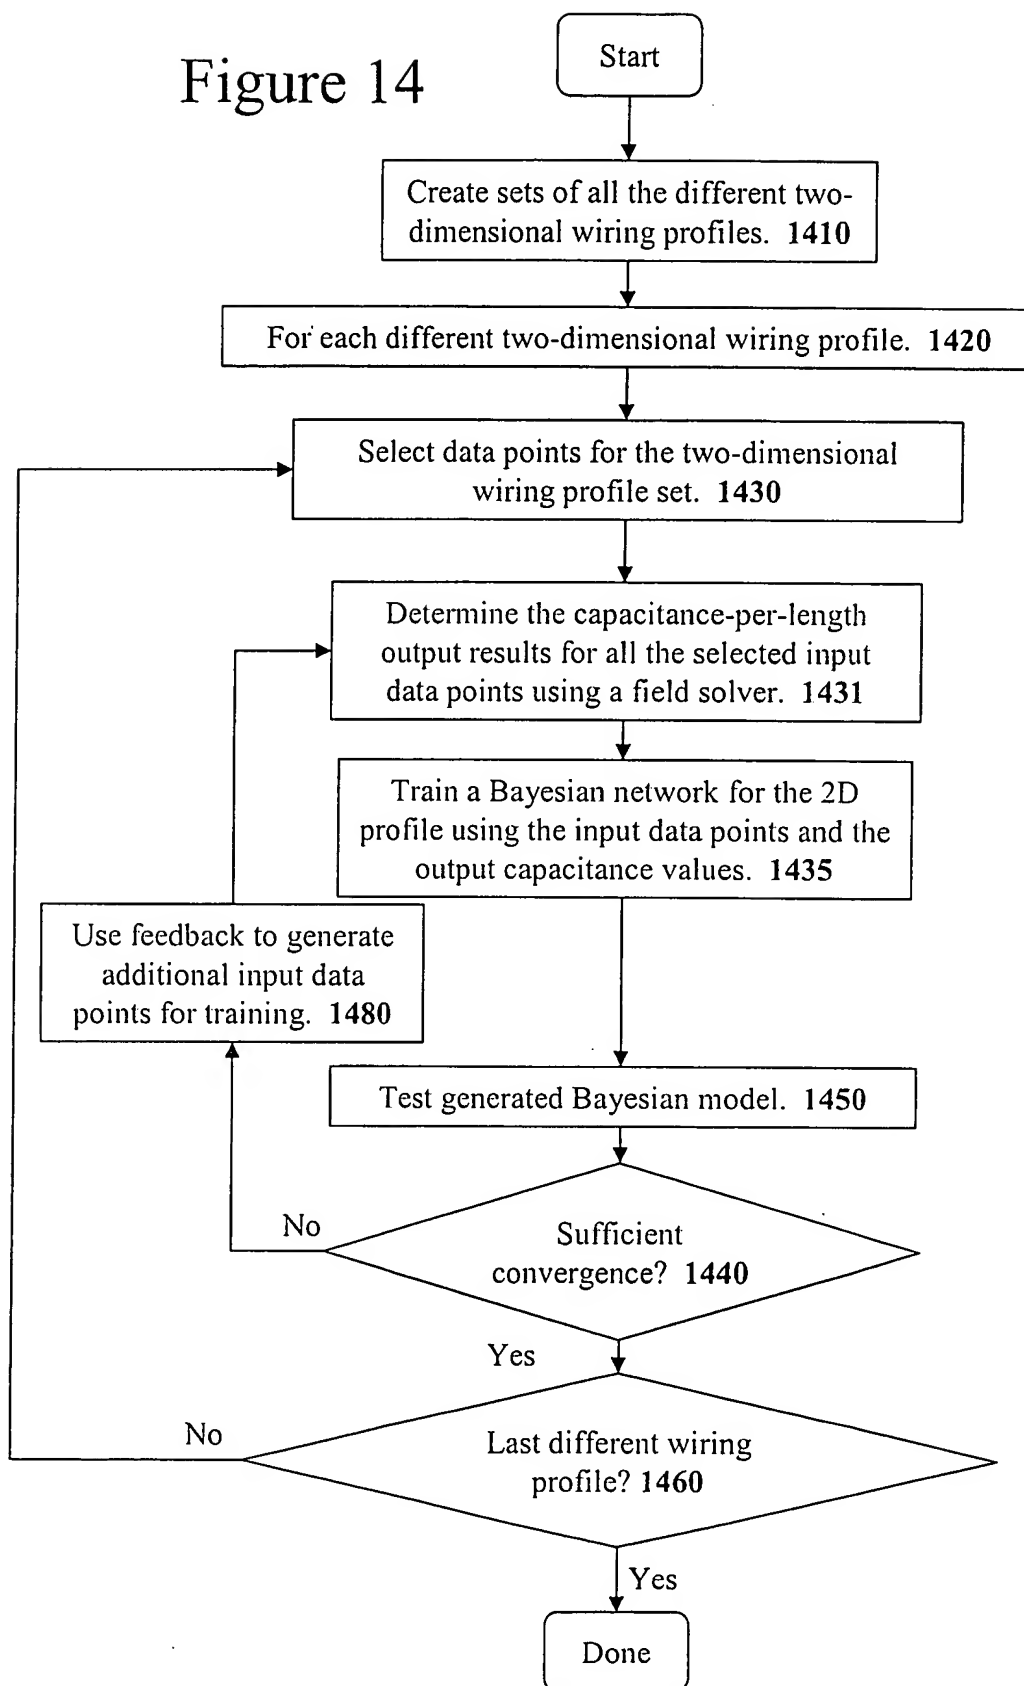 Figure 14
Start
Create sets of all the different two-
dimensional wiring profiles. 1410
For each different two-dimensional wiring profile. 1420
Select data points for the two-dimensional
wiring profile set. 1430
Determine the capacitance-per-length
output results for all the selected input
data points using a field solver. 1431
Train a Bayesian network for the 2D
profile using the input data points and the
output capacitance values. 1435
Use feedback to generate
additional input data
points for training. 1480
Test generated Bayesian model. 1450
No
Sufficient
convergence? 1440
Yes
No
Last different wiring
profile? 1460
Yes
Done